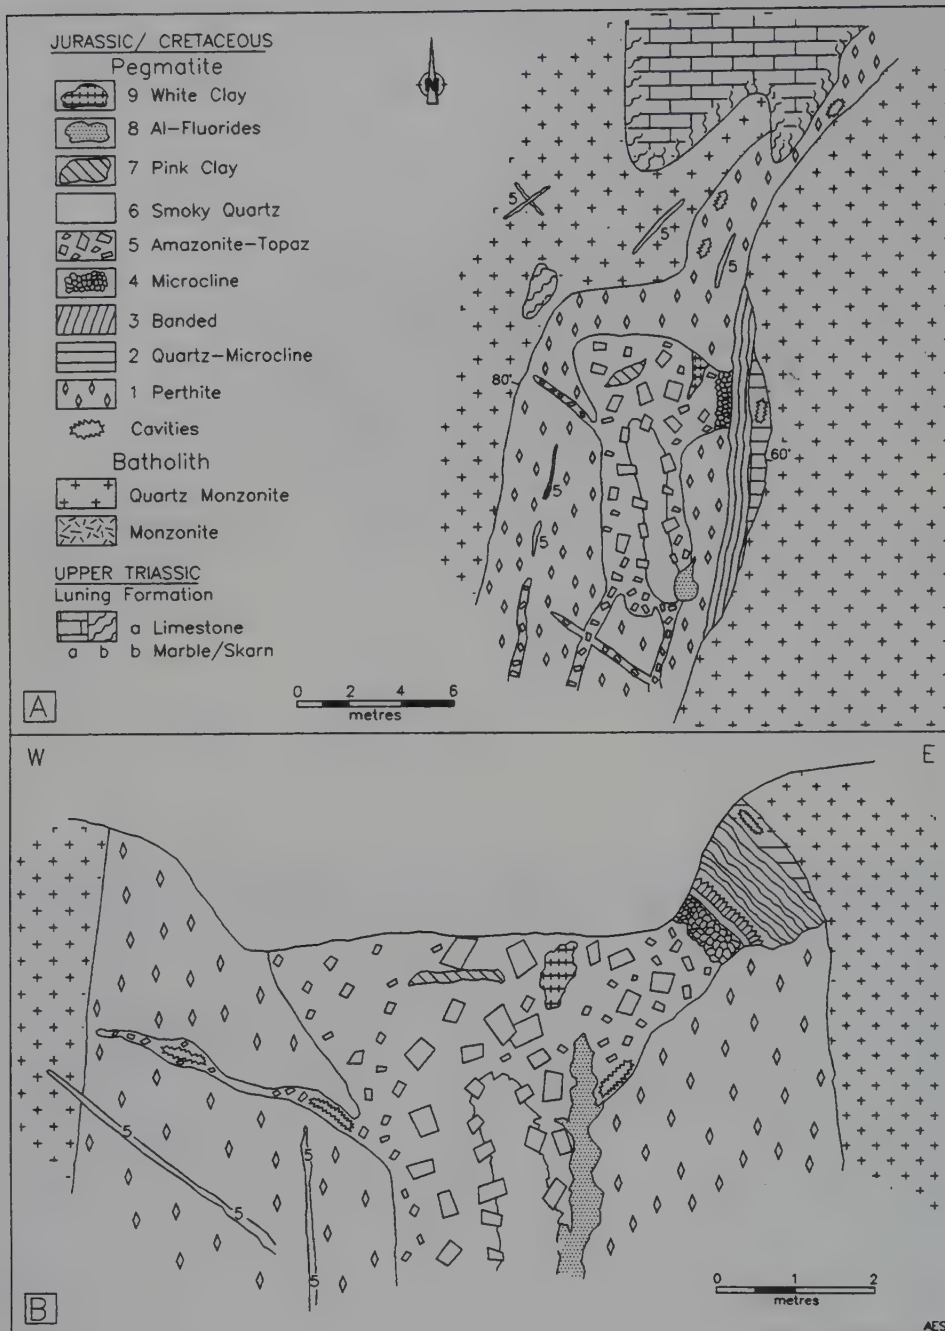 JURASSIC/ CRETACEOUS
Pegmatite
9 White Clay
8 Al-Fluorides
7 Pink Clay
6 Smoky Quartz
5 Amazonite-Topaz
4 Microcline
3 Banded
2 Quartz-Microcline
1 Perthite
Cavities
Batholith
Quartz Monzonite
Monzonite
UPPER TRIASSIC
Luning Formation
a Limestone
a b b Marble/Skarn
N
5
5
5
80°
60°
5
5
A
0 2 4 6
metres
W E
5
5
5
5
B
0 1 2
metres
AES